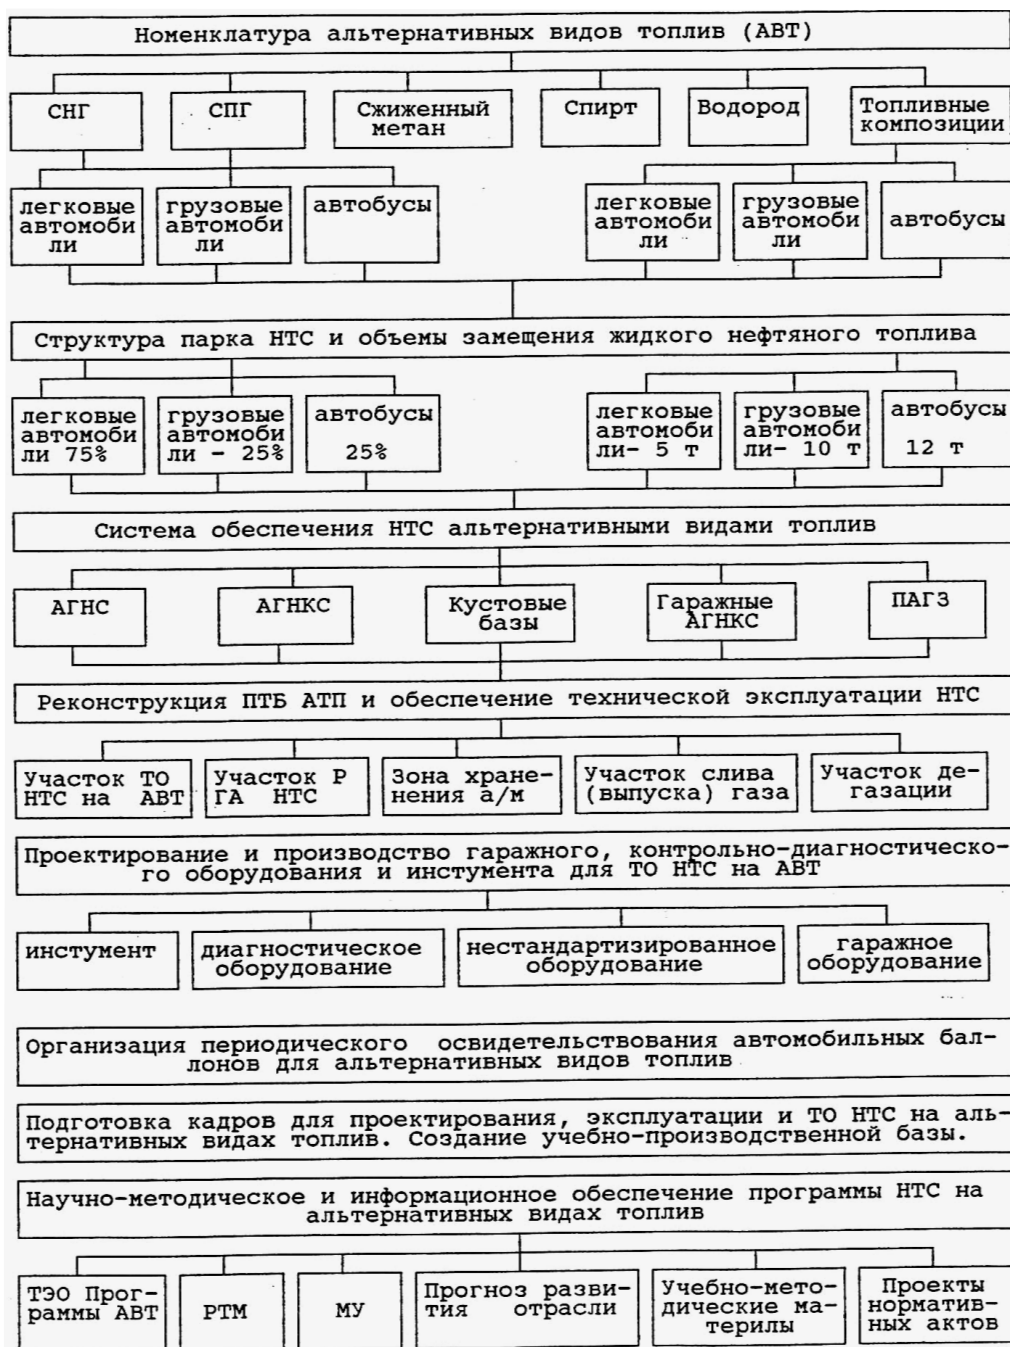 Номенклатура альтернативных видов топлив (АВТ)
СНГ
СПГ
Сжиженный
метан
Спирт
Водород
Топливные
композиции
легковые
автомоби
ли
грузовые
автомоби
ли
автобусы
легковые
автомоби
ли
грузовые
автомоби
ли
автобусы
Структура парка НТС и объемы замещения жидкого нефтяного топлива
легковые
автомоби
ли 75%
грузовые
автомоби
ли - 25%
автобусы
25%
легковые
автомоби
ли- 5 т
грузовые
автомоби
ли- 10 т
автобусы
12 т
Система обеспечения НТС альтернативными видами топлив
АГНС
АГНКС
Кустовые
базы
Гаражные
АГНКС
ПАГЗ
Реконструкция ПТБ АТП и обеспечение технической эксплуатации НТС
Участок ТО
НТС на АВТ
Участок Р
ГА НТС
Зона хране-
нения а/м
Участок слива
(выпуска) газа
Участок де-
газации
Проектирование и производство гаражного, контрольно-диагностическо-
го оборудования и инстумента для ТО НТС на АВТ
инстумент
диагностическое
оборудование
нестандартизированное
оборудование
гаражное
оборудование
Организация периодического освидетельствования автомобильных бал-
лонов для альтернативных видов топлив
Подготовка кадров для проектирования, эксплуатации и ТО НТС на аль-
тернативных видах топлив. Создание учебно-производственной базы.
Научно-методическое и информационное обеспечение программы НТС на
альтернативных видах топлив
ТЭО Прог-
раммы АВТ
РТМ
МУ
Прогноз разви-
тия отрасли
Учебно-мето-
дические ма-
терилы
Проекты
норматив-
ных актов